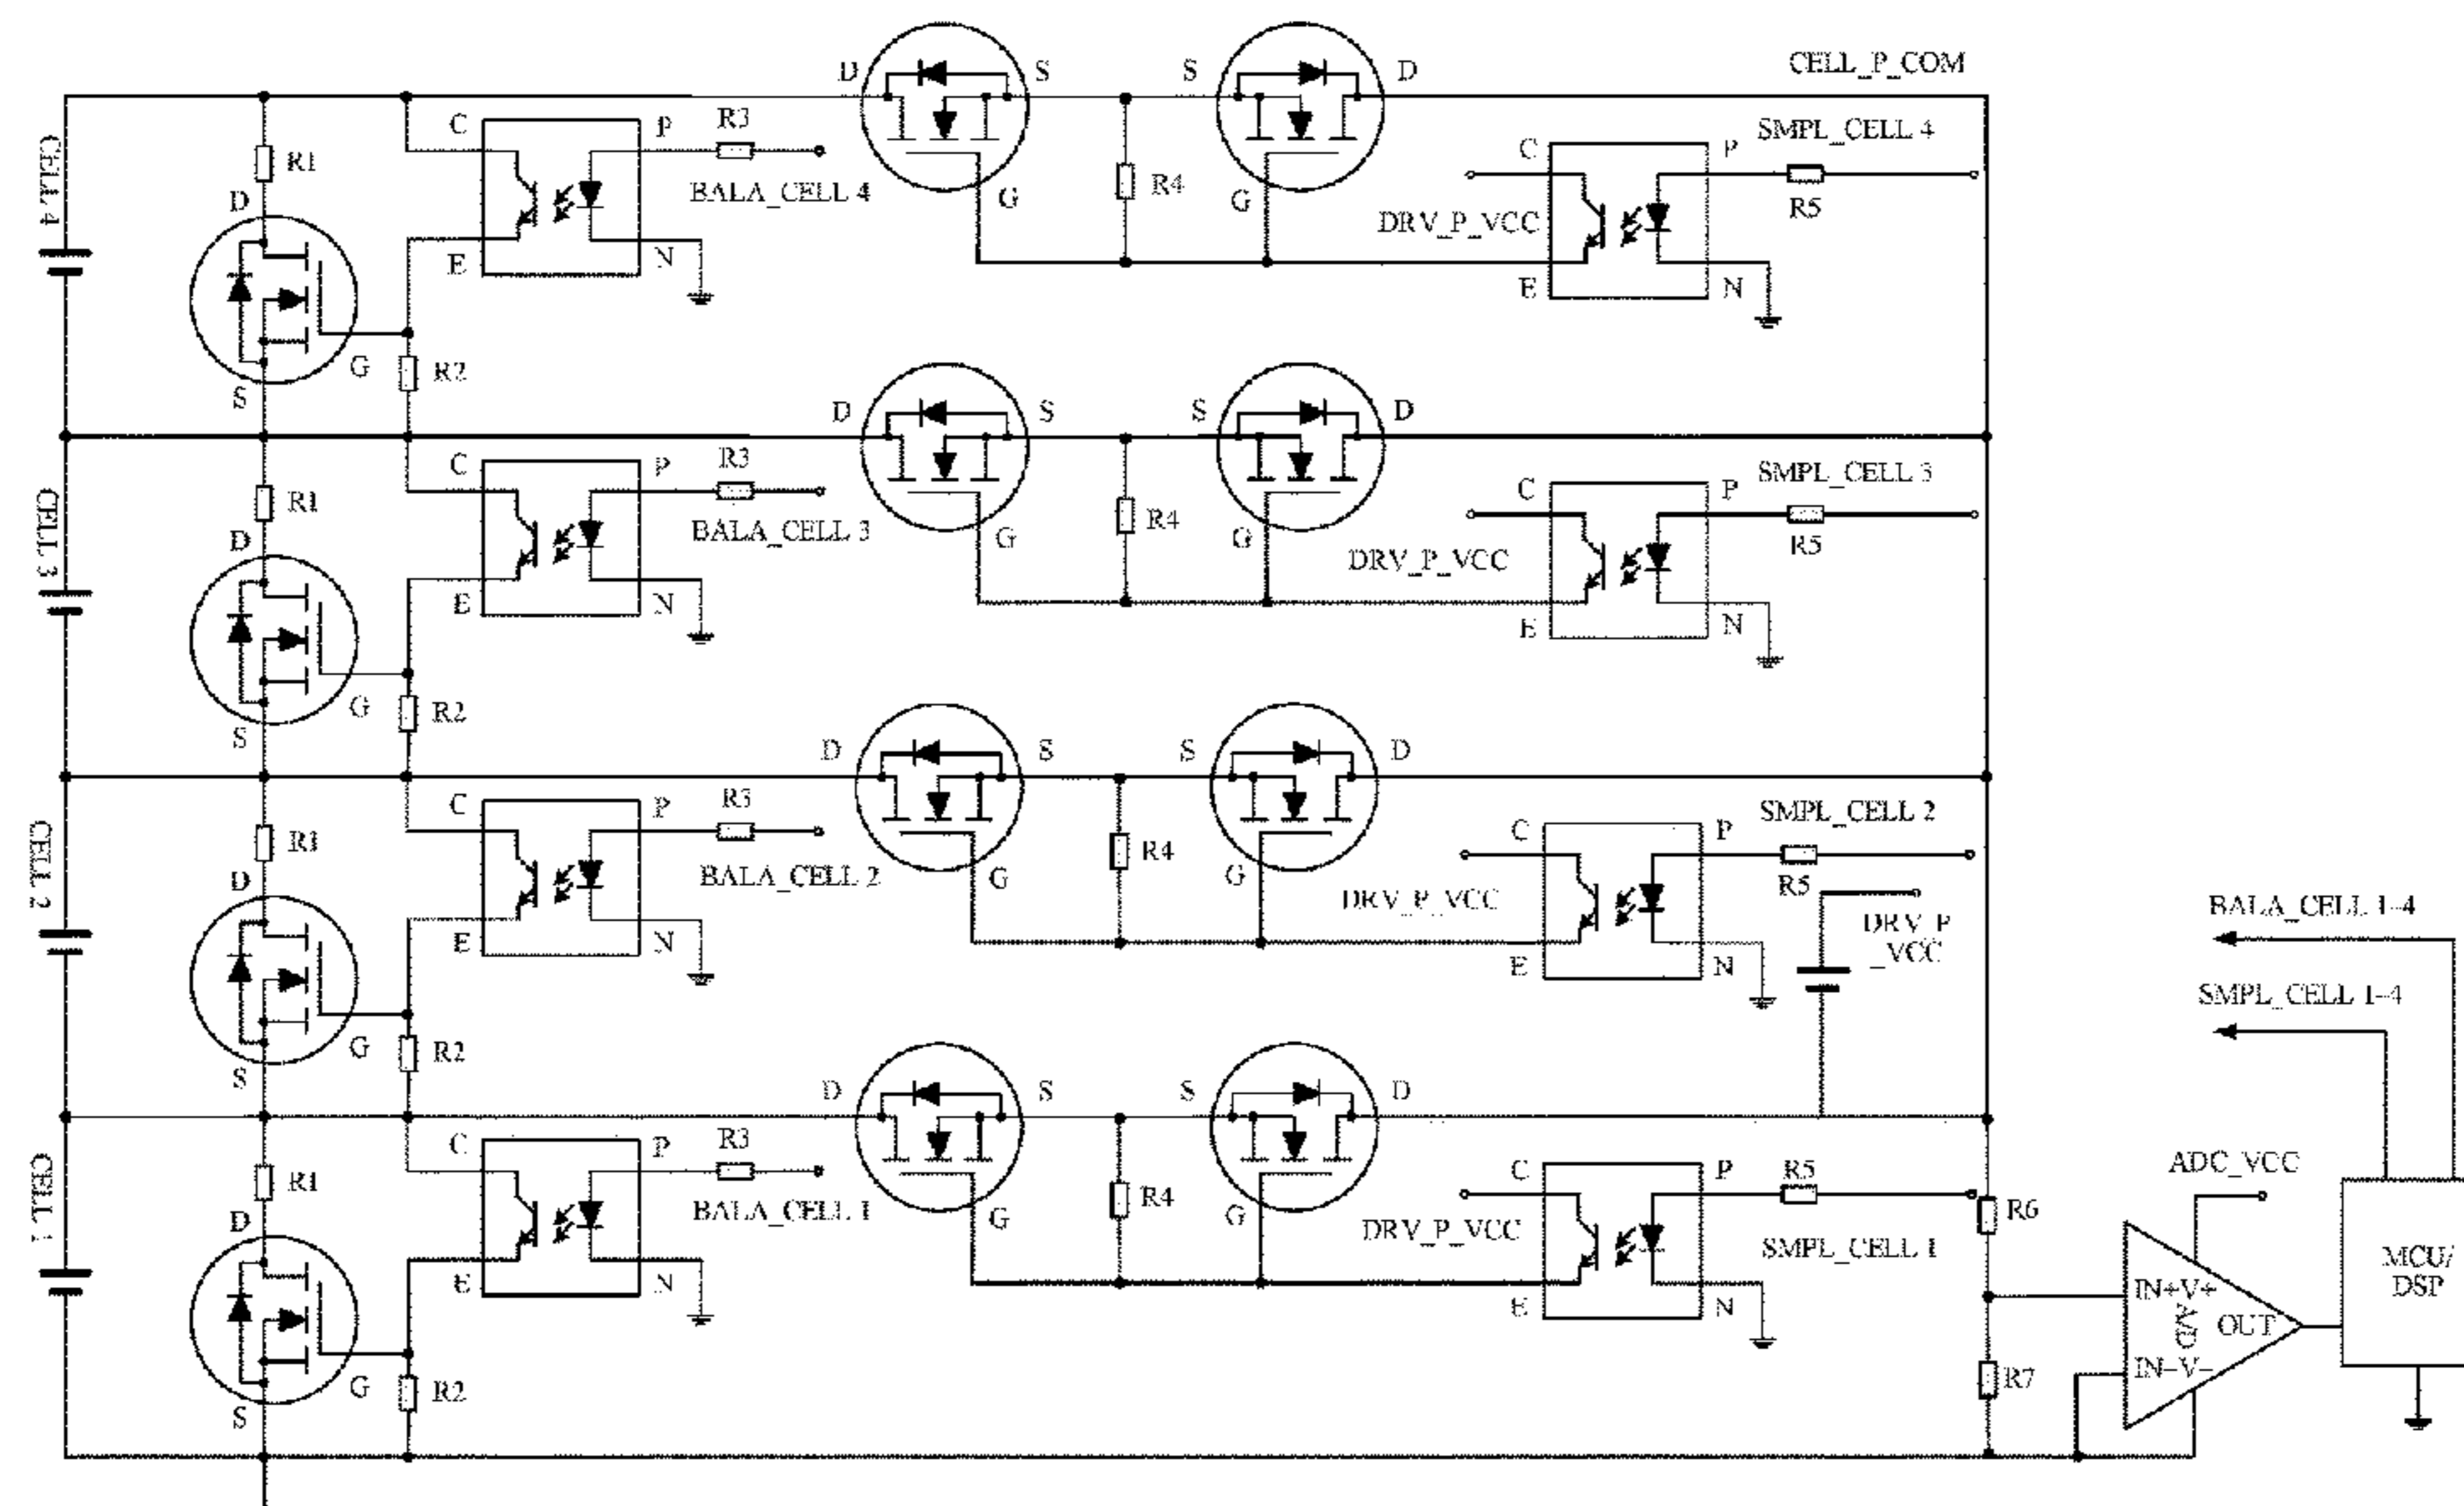 D
S
S
D
CELL_P_COM
C
P
R3
SMPL_CELL 4
CELL 4
R1
C
P
D
BALA_CELL 4
G
R4
G
R5
DRV_P_VCC
E
N
E
N
G
R2
S
D
S
S
D
C
P
R3
SMPL_CELL 3
CELL 3
R1
C
P
BALA_CELL 3
R4
D
G
G
R5
DRV_P_VCC
E
N
E
N
G
R2
S
D
S
S
D
C
P
R3
SMPL_CELL 2
CELL 2
R1
C
P
R4
D
BALA_CELL 2
G
G
R5
DRV_P_VCC
DRV_P
_VCC
BALA_CELL 1-4
E
N
E
N
SMPL_CELL 1-4
G
R2
S
D
S
S
D
C
P
R3
ADC_VCC
CELL 1
R1
C
P
R5
R4
BALA_CELL 1
D
G
G
R6
DRV_P_VCC
SMPL_CELL 1
E
N
E
N
IN+V+
A/D
OUT
IN-V-
MCU/
DSP
G
R2
R7
S